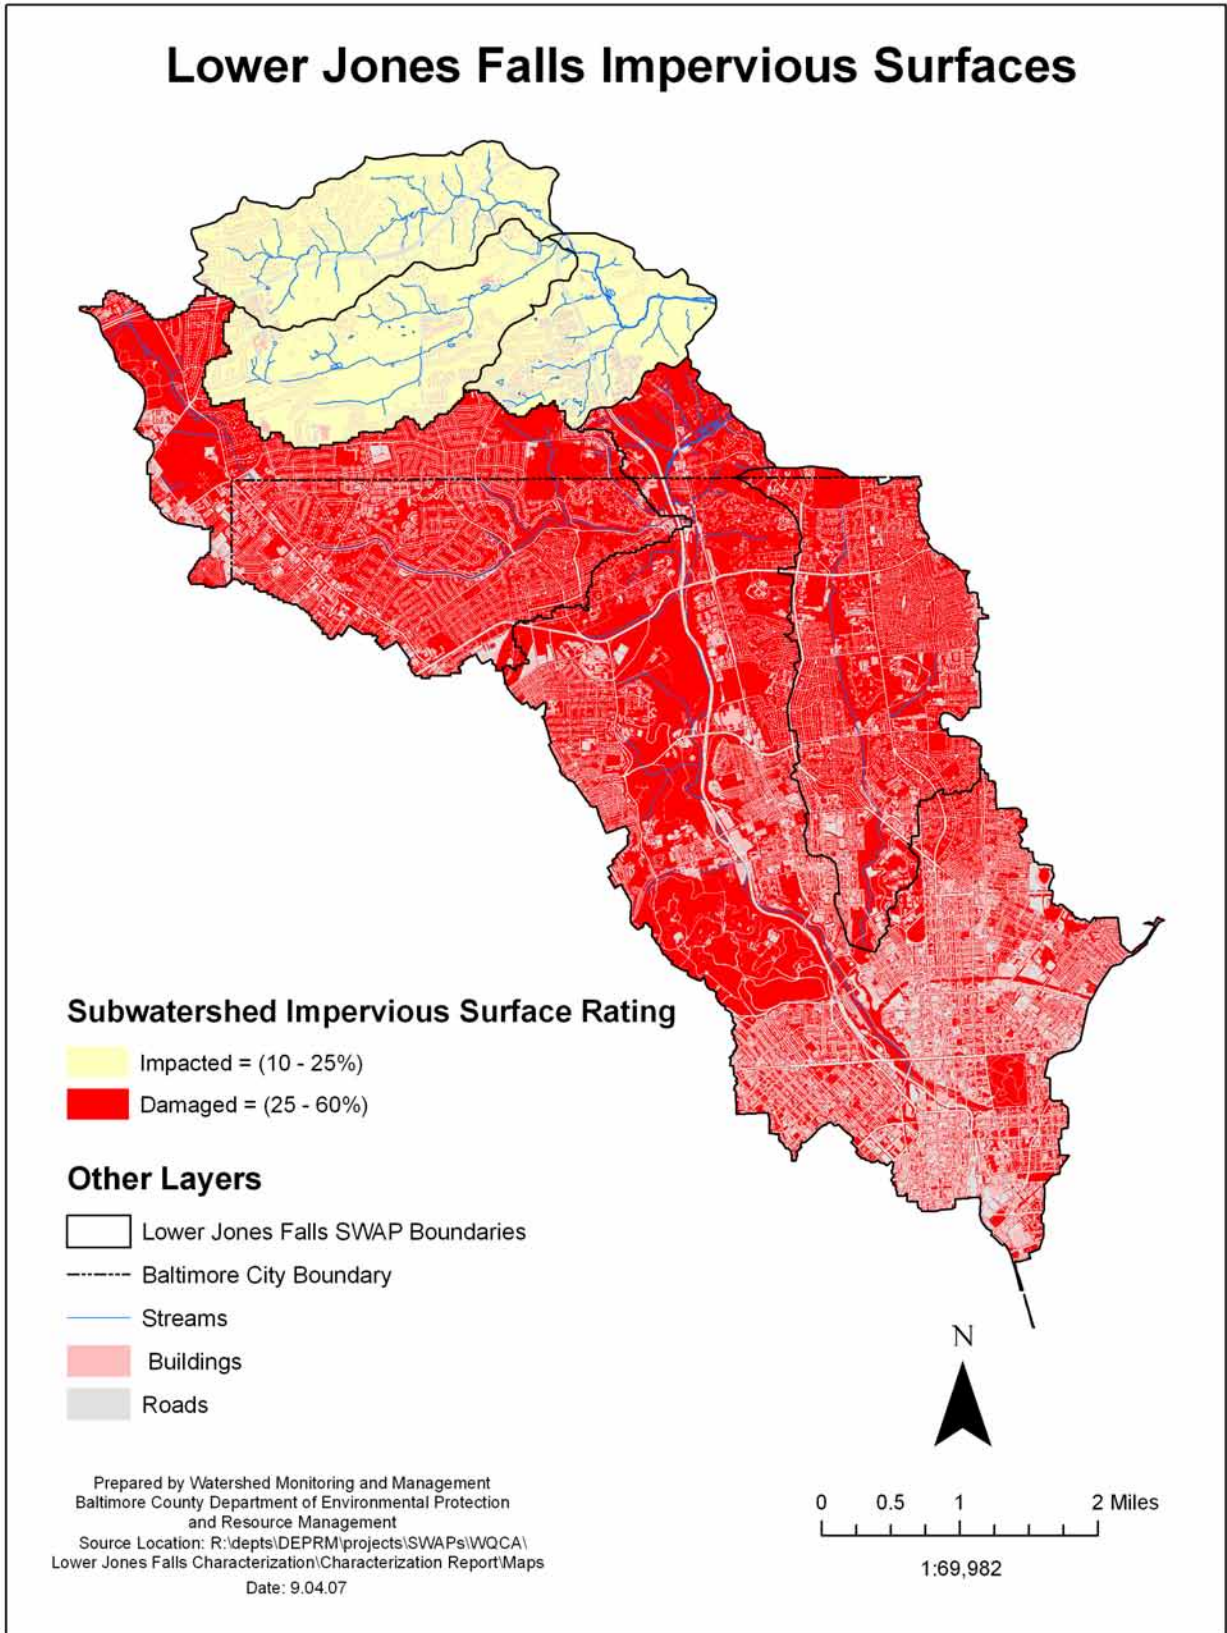 Lower Jones Falls Impervious Surfaces
Subwatershed Impervious Surface Rating
Impacted = (10 - 25%)
Damaged = (25 - 60%)
Other Layers
Lower Jones Falls SWAP Boundaries
Baltimore City Boundary
Streams
Buildings
Roads
Prepared by Watershed Monitoring and Management
Baltimore County Department of Environmental Protection
and Resource Management
Source Location: R:\depts\DEPRM\projects\SWAPs\WQCA\
Lower Jones Falls Characterization\Characterization Report\Maps
Date: 9.04.07
N
0 0.5 1 2 Miles
1:69,982